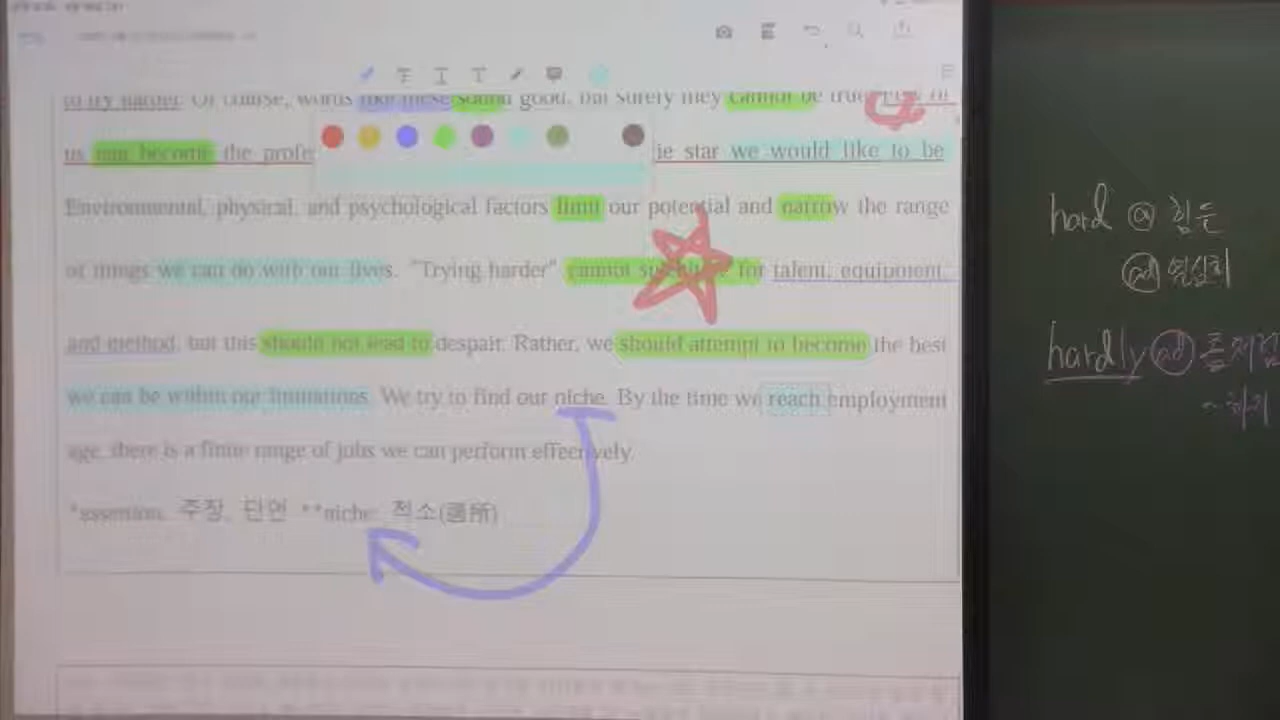 to try harder. Of course, words like these sound good, but surely they cannot be true. Few of
us can become the profe
ie star we would like to be
Environmental, physical, and psychological factors limit our potential and narrow the range
of things we can do with our lives. "Trying harder" cannot substitute for talent, equipment,
and method, but this should not lead to despair. Rather, we should attempt to become the best
we can be within our limitations. We try to find our niche. By the time we reach employment
age, there is a finite range of jobs we can perform effectively.
*assertion: 주장, 단언 **niche: 적소(適所)
hard ⓐ 힘든
ad 열심히
hardly ad